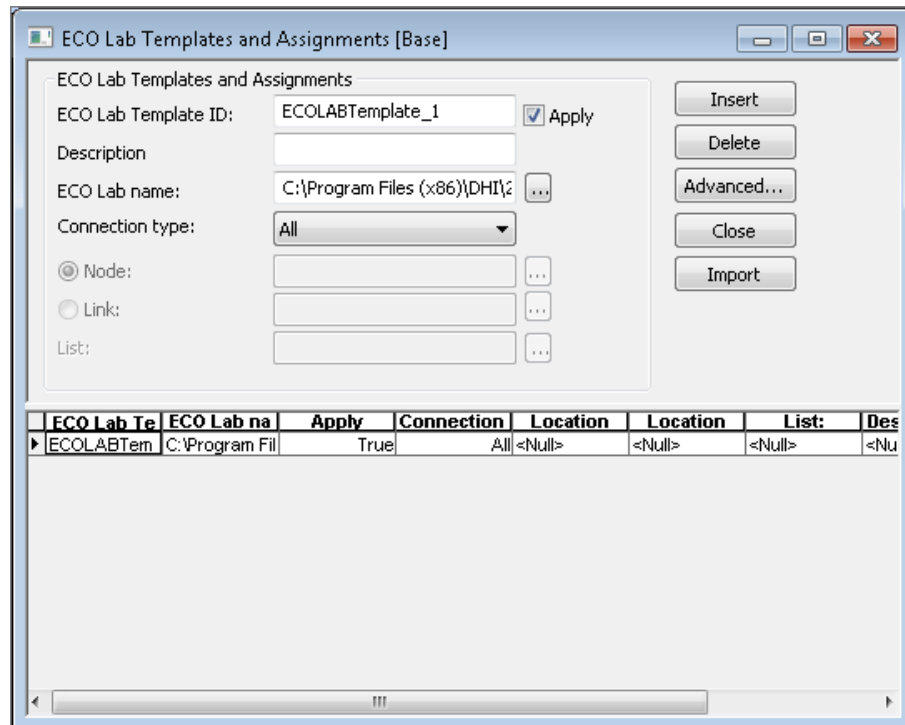 ECO Lab Templates and Assignments [Base]
ECO Lab Templates and Assignments
ECO Lab Template ID: ECOLABTemplate_1 Apply Insert
Description Delete
ECO Lab name: C:\Program Files (x86)\DHI\2 ... Advanced...
Connection type: All Close
Node: ... Import
Link: ...
List: ...
ECO Lab Te ECO Lab na Apply Connection Location Location List: Des
ECOLABTem C:\Program Fil True All <Null> <Null> <Null> <Nu